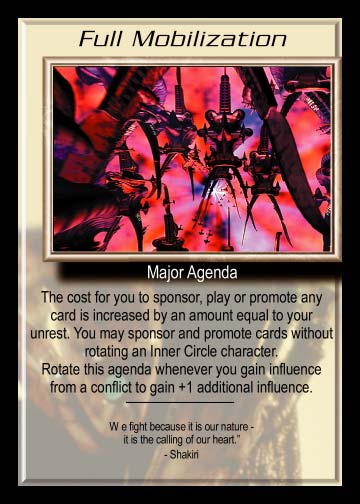 Full Mobilization
Major Agenda
The cost for you to sponsor, play or promote any
card is increased by an amount equal to your
unrest. You may sponsor and promote cards without
rotating an Inner Circle character.
Rotate this agenda whenever you gain influence
from a conflict to gain +1 additional influence.
W e fight because it is our nature -
it is the calling of our heart."
- Shakiri